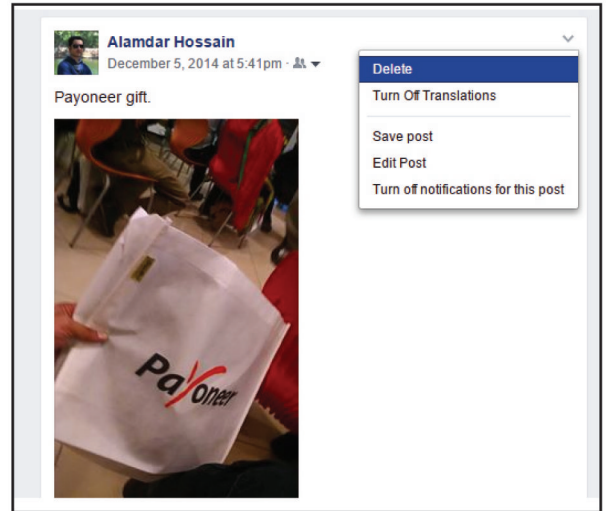 Alamdar Hossain
December 5, 2014 at 5:41pm ·
Payoneer gift.
Delete
Turn Off Translations
Save post
Edit Post
Turn off notifications for this post
Payoneer